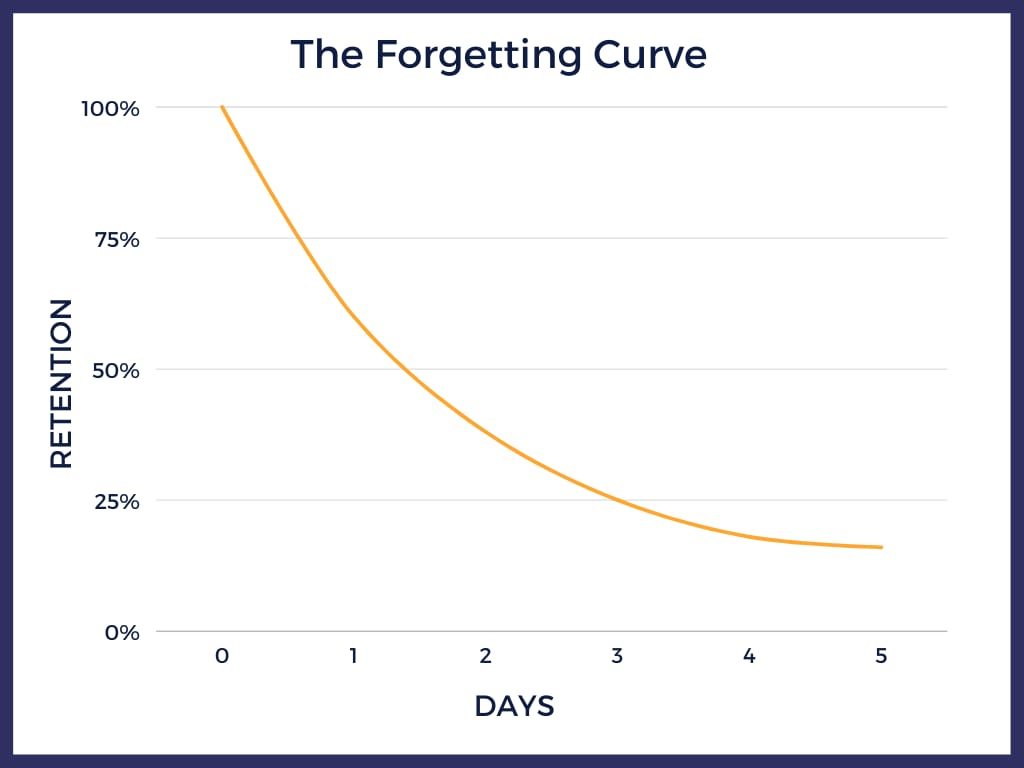 The Forgetting Curve
100%
75%
50%
25%
0%
RETENTION
0 1 2 3 4 5
DAYS